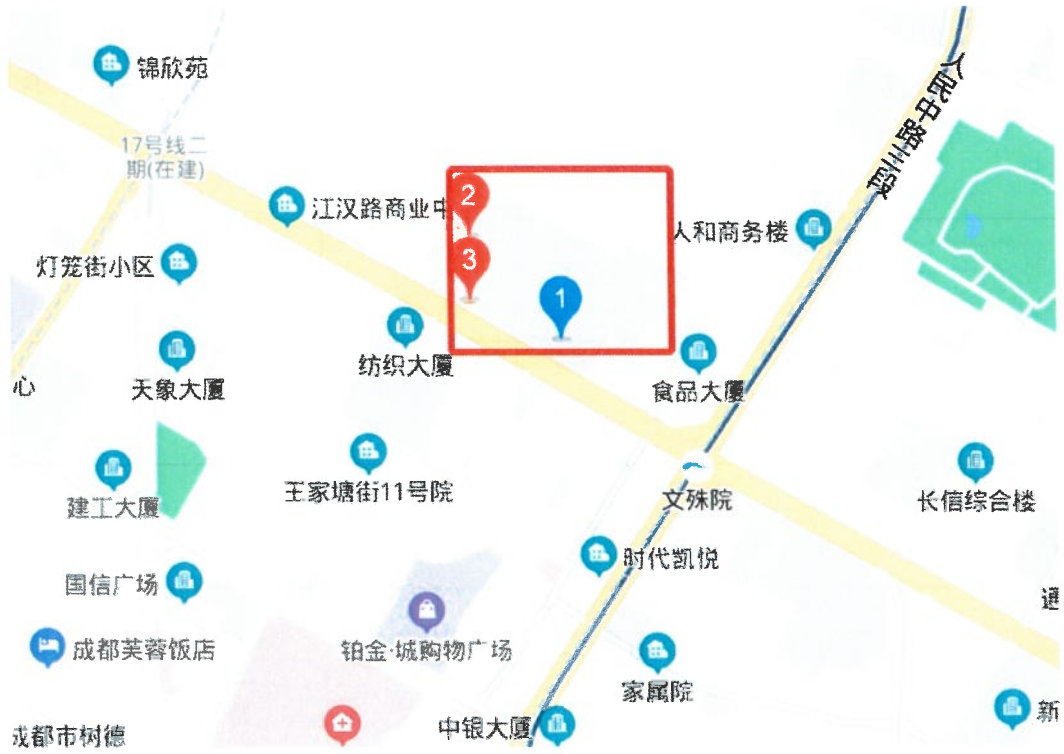 锦欣苑
人民中路三段
17号线二
期(在建)
2
江汉路商业中
人和商务楼
3
灯笼街小区
1
纺织大厦
天象大厦
心
食品大厦
建工大厦
王家塘街11号院
文殊院
长信综合楼
时代凯悦
国信广场
通
成都芙蓉饭店
铂金·城购物广场
家属院
新
中银大厦
成都市树德